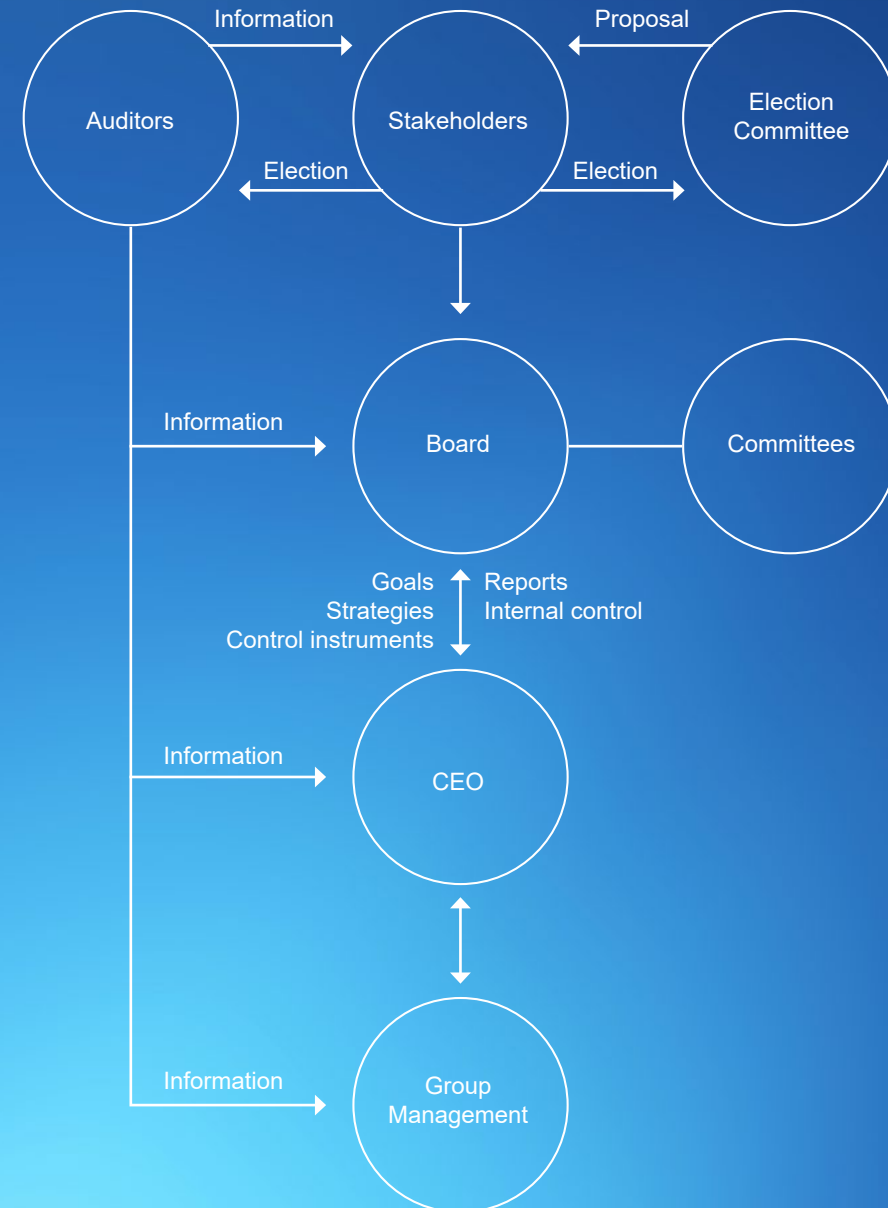 Information
Proposal
Auditors
Stakeholders
Election
Committee
Election
Election
Information
Board
Committees
Goals
Strategies
Control instruments
Reports
Internal control
Information
CEO
Information
Group
Management